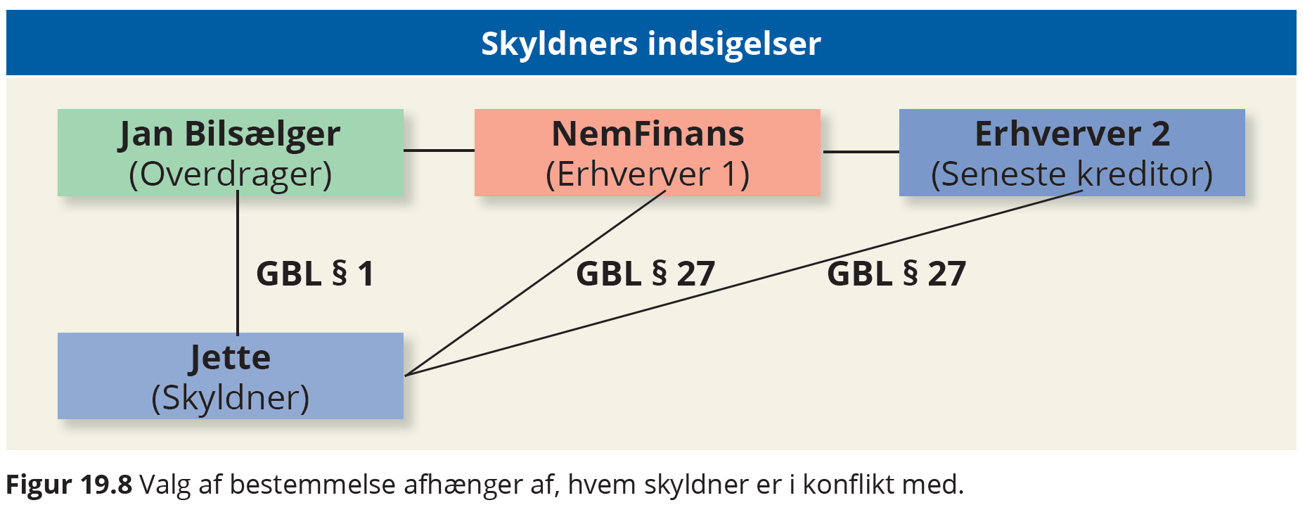 Skyldners indsigelser
Jan Bilsælger
(Overdrager)
NemFinans
(Erhverver 1)
Erhverver 2
(Seneste kreditor)
GBL § 1
GBL § 27
GBL § 27
Jette
(Skyldner)
Figur 19.8 Valg af bestemmelse afhænger af, hvem skyldner er i konflikt med.